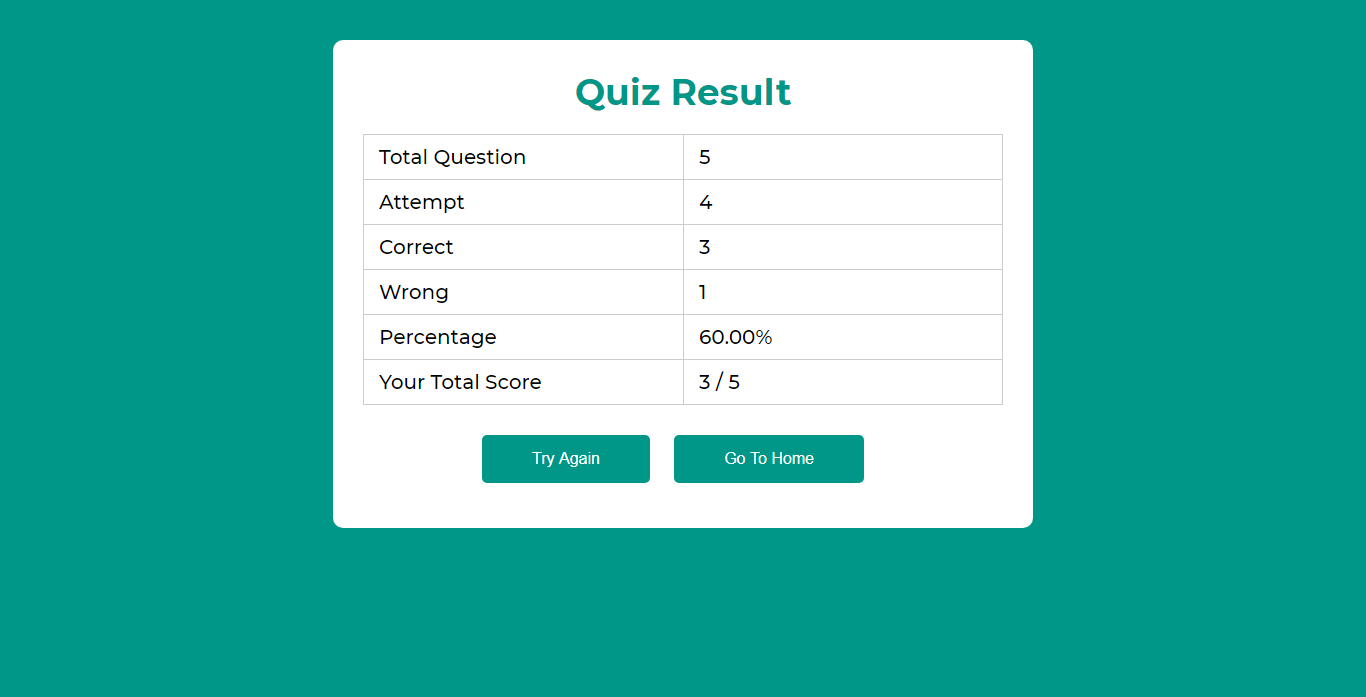 Quiz Result
Total Question 5
Attempt 4
Correct 3
Wrong 1
Percentage 60.00%
Your Total Score 3 / 5
Try Again Go To Home